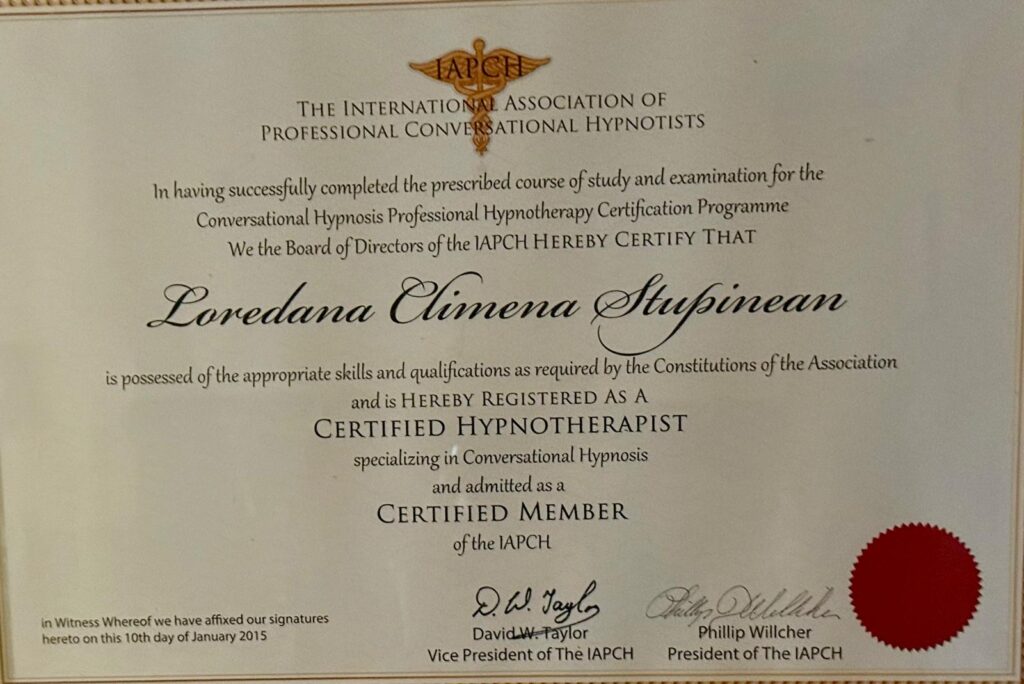 IAPCH
THE INTERNATIONAL ASSOCIATION OF
PROFESSIONAL CONVERSATIONAL HYPNOTISTS
In having successfully completed the prescribed course of study and examination for the
Conversational Hypnosis Professional Hypnotherapy Certification Programme
We the Board of Directors of the IAPCH HEREBY CERTIFY THAT
Loredana Climena Stupinean
is possessed of the appropriate skills and qualifications as required by the Constitutions of the Association
and is HEREBY REGISTERED AS A
CERTIFIED HYPNOTHERAPIST
specializing in Conversational Hypnosis
and admitted as a
CERTIFIED MEMBER
of the IAPCH
in Witness Whereof we have affixed our signatures
hereto on this 10th day of January 2015
D. W. Taylor
David W. Taylor
Vice President of The IAPCH
Phillip Willcher
President of The IAPCH